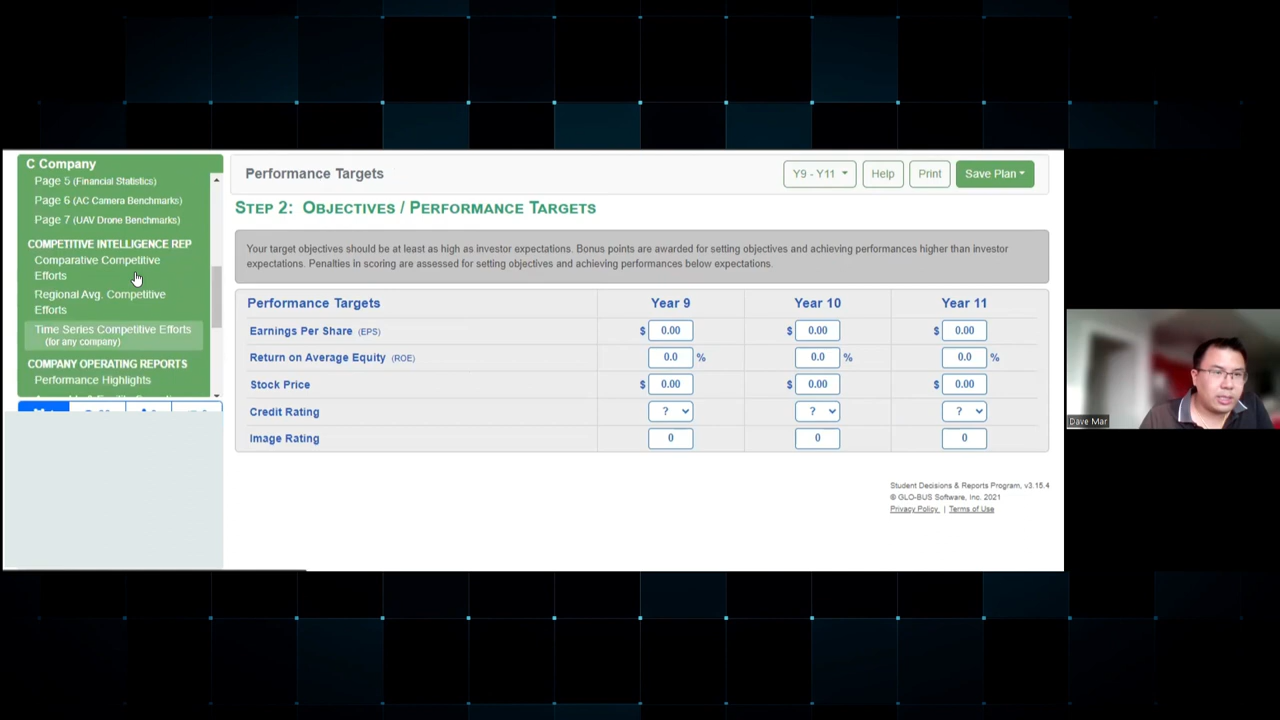 C Company
Page 5 (Financial Statistics)
Page 6 (AC Camera Benchmarks)
Page 7 (UAV Drone Benchmarks)
COMPETITIVE INTELLIGENCE REP
Comparative Competitive
Efforts
Regional Avg. Competitive
Efforts
Time Series Competitive Efforts
(for any company)
COMPANY OPERATING REPORTS
Performance Highlights
Performance Targets
Y9 - Y11
Help
Print
Save Plan
STEP 2: OBJECTIVES / PERFORMANCE TARGETS
Your target objectives should be at least as high as investor expectations. Bonus points are awarded for setting objectives and achieving performances higher than investor
expectations. Penalties in scoring are assessed for setting objectives and achieving performances below expectations.
Performance Targets Year 9 Year 10 Year 11
Earnings Per Share (EPS) $ 0.00 $ 0.00 $ 0.00
Return on Average Equity (ROE) 0.0 % 0.0 % 0.0 %
Stock Price $ 0.00 $ 0.00 $ 0.00
Credit Rating ? ? ?
Image Rating 0 0 0
Student Decisions & Reports Program, v3.15.4
© GLO-BUS Software, Inc. 2021
Privacy Policy | Terms of Use
Dave Mar